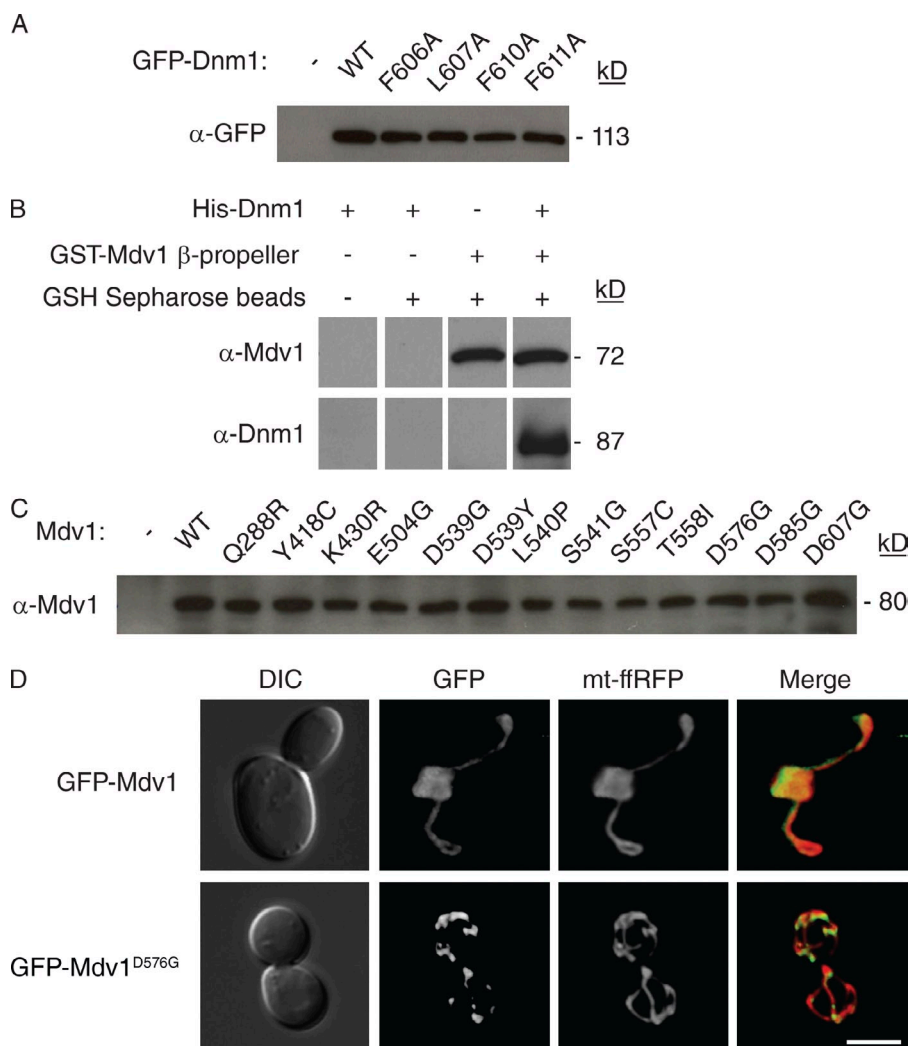 A
GFP-Dnm1: - WT F606A L607A F610A F611A kD
α-GFP - 113
B
His-Dnm1 + + - +
GST-Mdv1 β-propeller - - + +
GSH Sepharose beads - + + + kD
α-Mdv1 - 72
α-Dnm1 - 87
C
Mdv1: - WT Q288R Y418C K430R E504G D539G D539Y L540P S541G S557C T558I D576G D585G D607G kD
α-Mdv1 - 80
D
DIC GFP mt-ffRFP Merge
GFP-Mdv1
GFP-Mdv1D576G